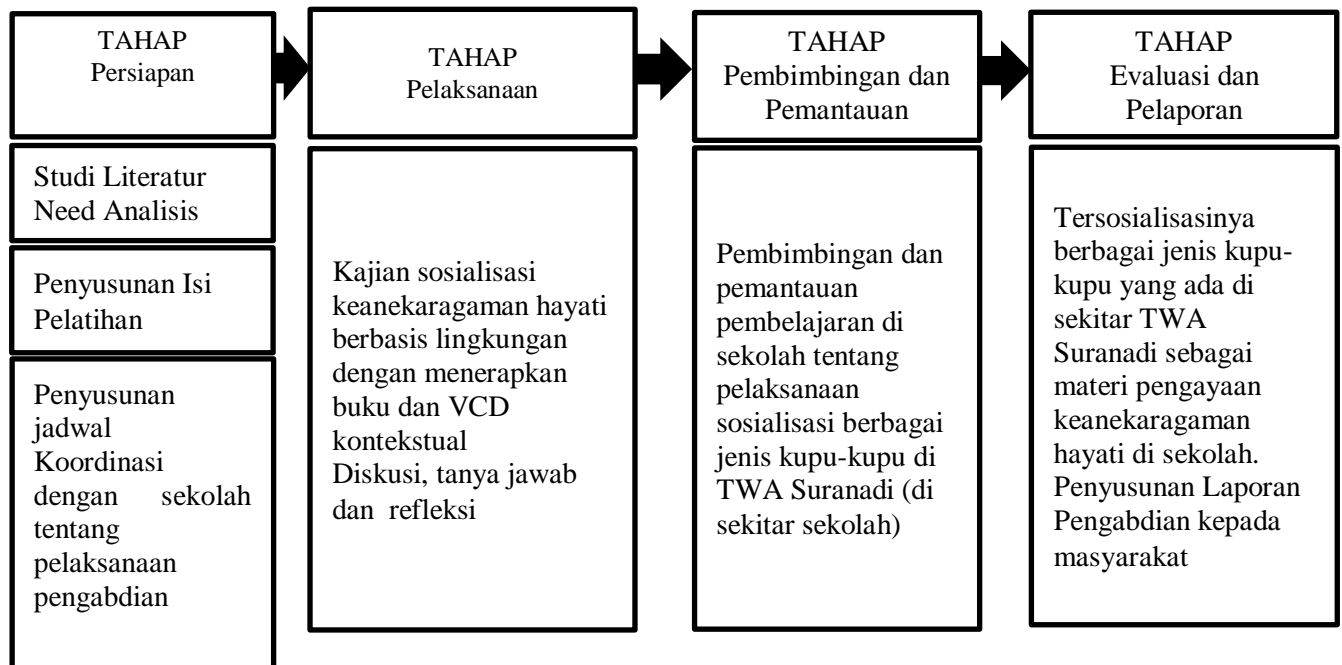 TAHAP
Persiapan
TAHAP
Pelaksanaan
TAHAP
Pembimbingan dan
Pemantauan
TAHAP
Evaluasi dan
Pelaporan
Studi Literatur
Need Analisis
Penyusunan Isi
Pelatihan
Penyusunan
jadwal
Koordinasi
dengan sekolah
tentang
pelaksanaan
pengabdian
Kajian sosialisasi
keanekaragaman hayati
berbasis lingkungan
dengan menerapkan
buku dan VCD
kontekstual
Diskusi, tanya jawab
dan refleksi
Pembimbingan dan
pemantauan
pembelajaran di
sekolah tentang
pelaksanaan
sosialisasi berbagai
jenis kupu-kupu di
TWA Suranadi (di
sekitar sekolah)
Tersosialisasinya
berbagai jenis kupu-
kupu yang ada di
sekitar TWA
Suranadi sebagai
materi pengayaan
keanekaragaman
hayati di sekolah.
Penyusunan Laporan
Pengabdian kepada
masyarakat